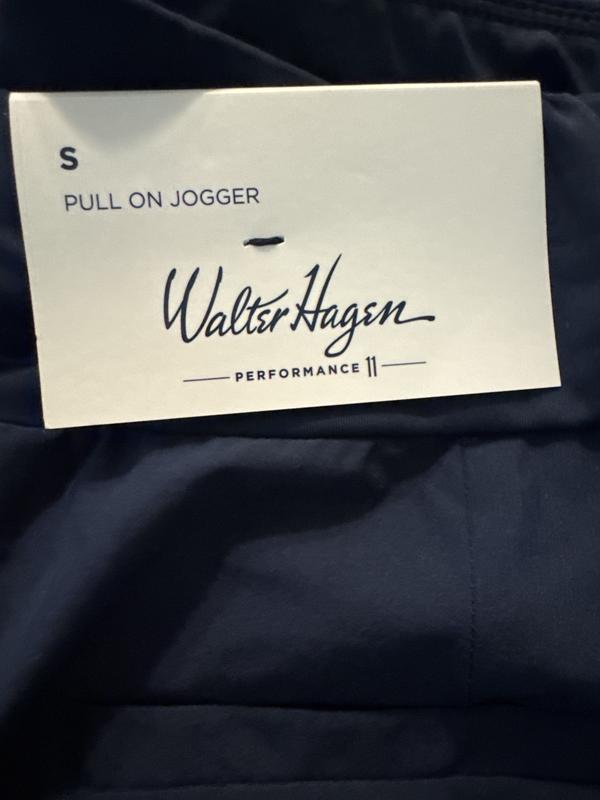 S
PULL ON JOGGER
Walter Hagen
PERFORMANCE 11